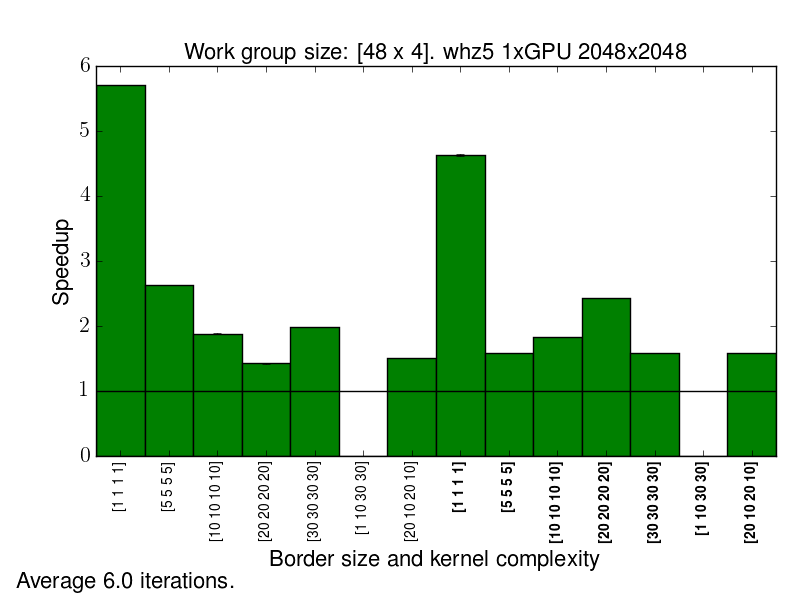 Work group size: [48 x 4]. whz5 1xGPU 2048x2048
6
5
4
3
2
1
0
Speedup
[1 1 1 1]
[5 5 5 5]
[10 10 10 10]
[20 20 20 20]
[30 30 30 30]
[1 10 30 30]
[20 10 20 10]
[1 1 1 1]
[5 5 5 5]
[10 10 10 10]
[20 20 20 20]
[30 30 30 30]
[1 10 30 30]
[20 10 20 10]
Border size and kernel complexity
Average 6.0 iterations.